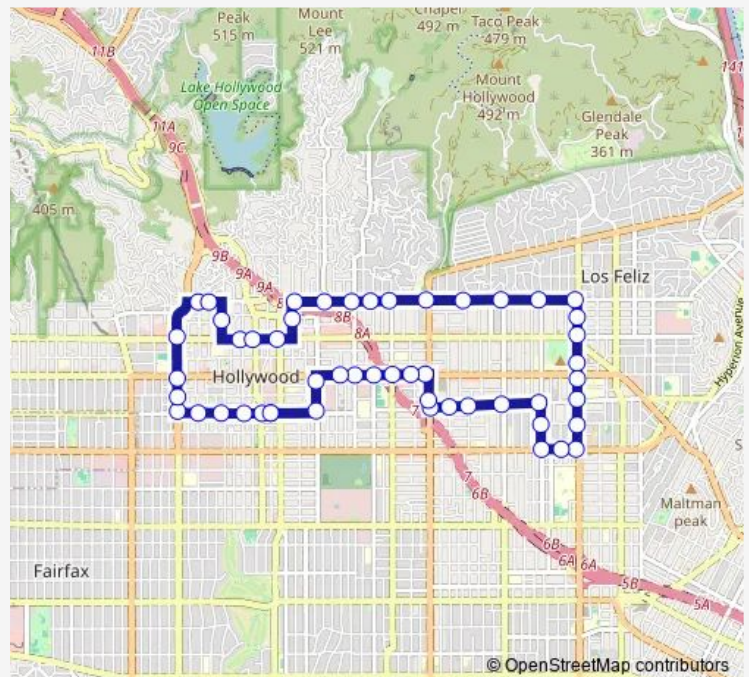 Peak
515 m
Mount
Lee
521 m
492 m
Taco Peak
479 m
11B
141
Lake Hollywood
Open Space
Mount
Hollywood
492 m
Glendale
Peak
361 m
11A
9C
405 m
9B
9A
9A
Los Feliz
8B
8A
Hyperion Avenue
Hollywood
7
7
6B
Maltman
peak
6B
6A
6A
5B
5A
Fairfax
© OpenStreetMap contributors